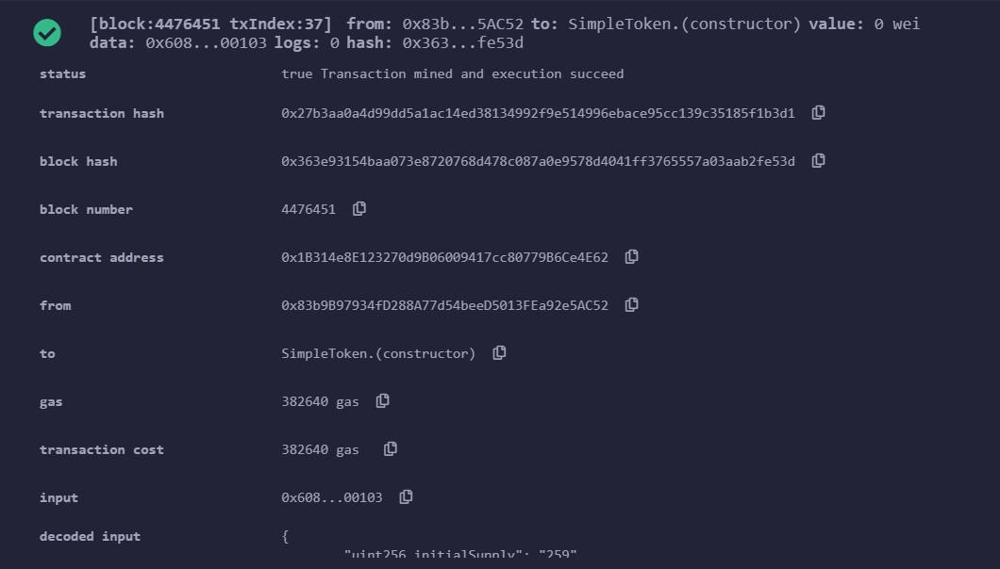 [block:4476451 txIndex:37] from: 0x83b...5AC52 to: SimpleToken.(constructor) value: 0 wei
data: 0x608...00103 logs: 0 hash: 0x363...fe53d
status true Transaction mined and execution succeed
transaction hash 0x27b3aa0a4d99dd5a1ac14ed38134992f9e514996ebace95cc139c35185f1b3d1
block hash 0x363e93154baa073e8720768d478c087a0e9578d4041ff3765557a03aab2fe53d
block number 4476451
contract address 0x1B314e8E123270d9B06009417cc80779B6Ce4E62
from 0x83b9B97934fD288A77d54beeD5013FEa92e5AC52
to SimpleToken.(constructor)
gas 382640 gas
transaction cost 382640 gas
input 0x608...00103
decoded input {
"uint256 initialSupply": "259"